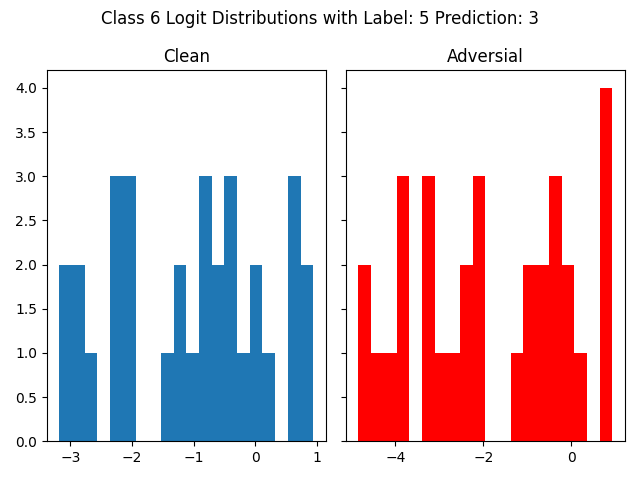 Class 6 Logit Distributions with Label: 5 Prediction: 3
Clean
Adversial
4.0
3.5
3.0
2.5
2.0
1.5
1.0
0.5
0.0
−3 −2 −1 0 1
−4 −2 0